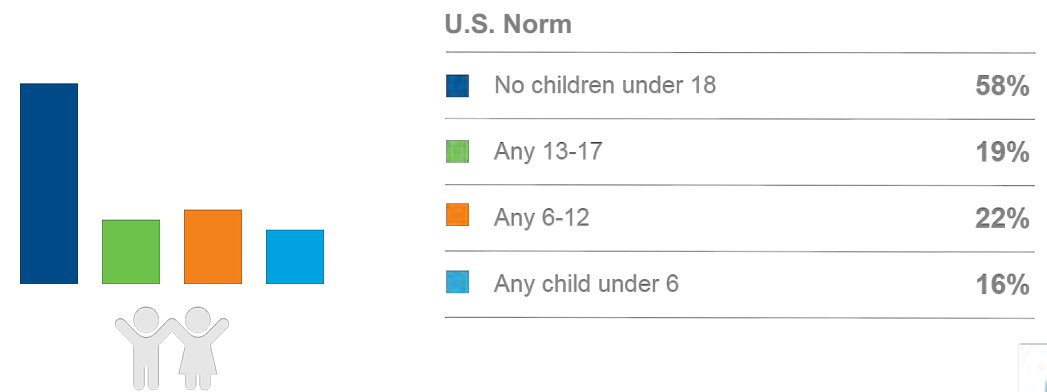 U.S. Norm
No children under 18 58%
Any 13-17 19%
Any 6-12 22%
Any child under 6 16%